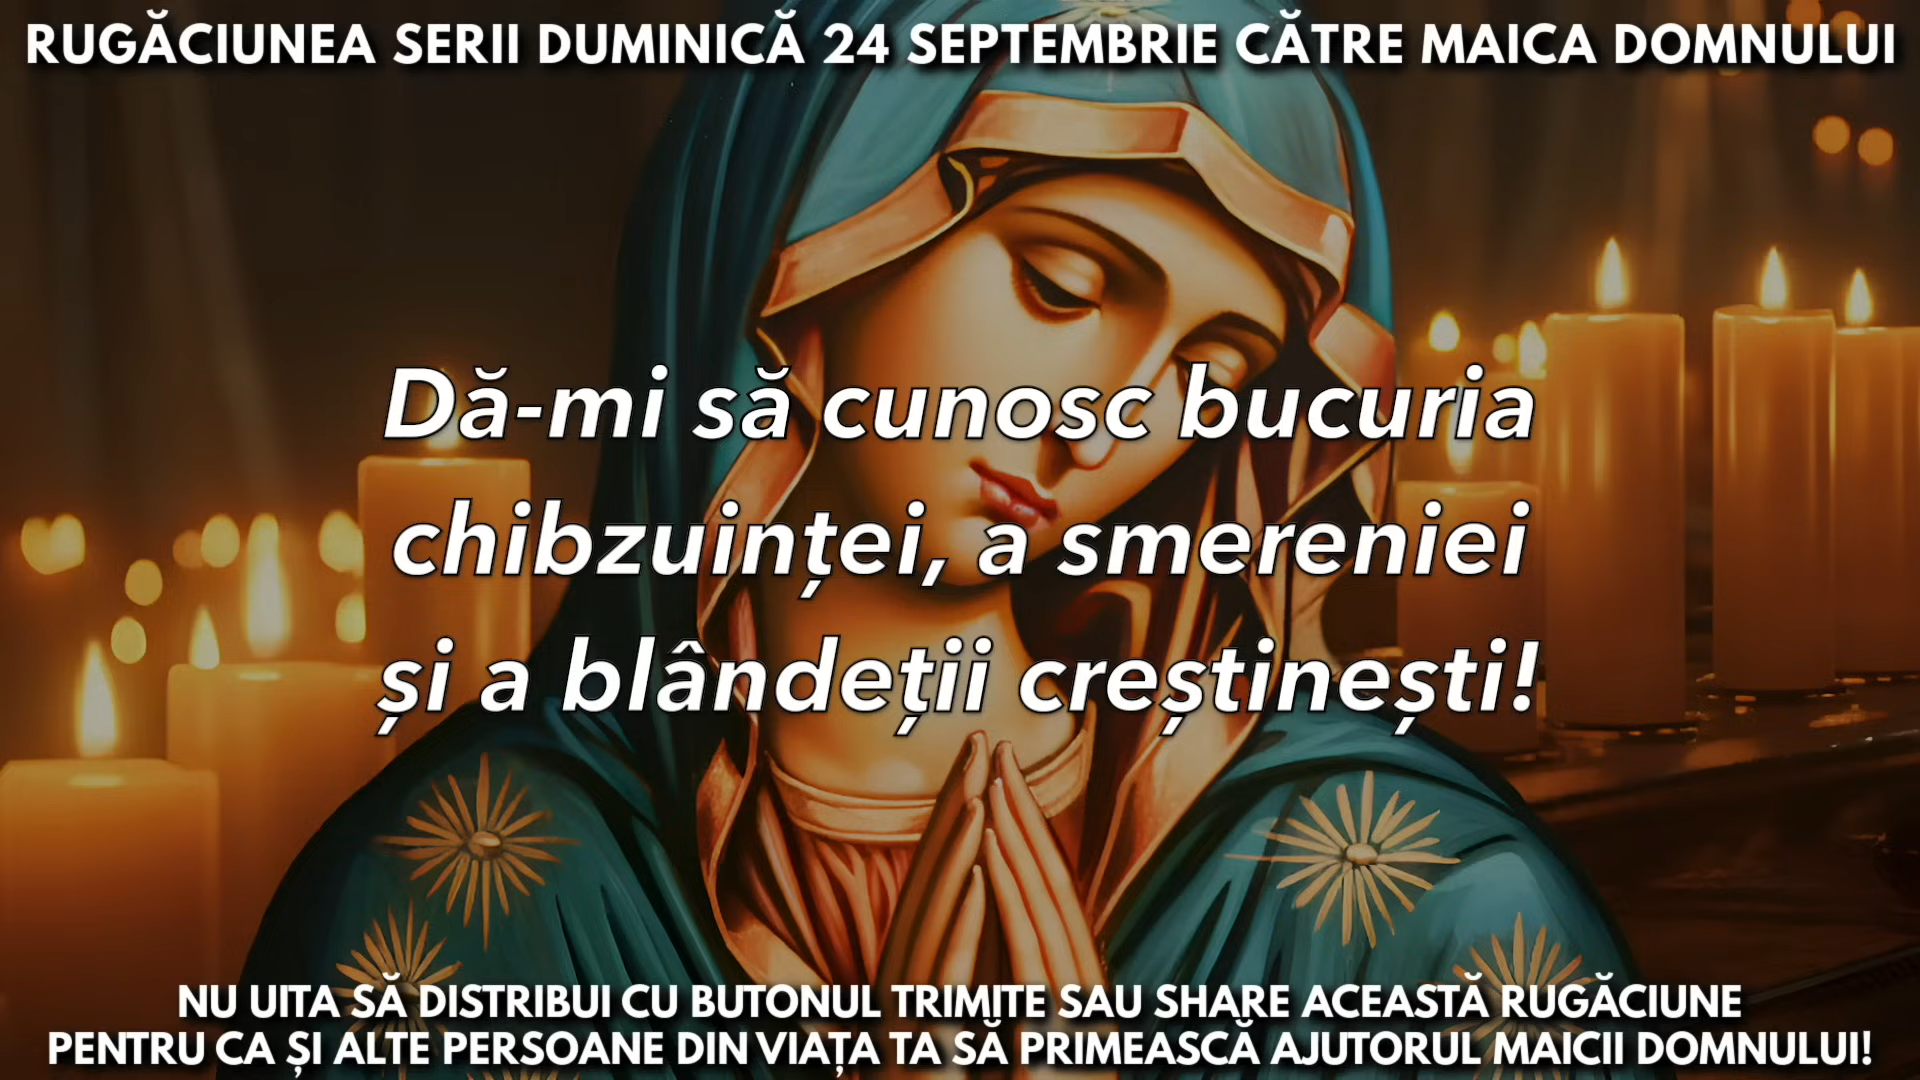 RUGĂCIUNEA SERII DUMINICĂ 24 SEPTEMBRIE CĂTRE MAICA DOMNULUI
Dă-mi să cunosc bucuria
chibzuinței, a smereniei
și a blândeții creștinești!
NU UITA SĂ DISTRIBUI CU BUTONUL TRIMITE SAU SHARE ACEASTĂ RUGĂCIUNE
PENTRU CA ȘI ALTE PERSOANE DIN VIAȚA TA SĂ PRIMEASCĂ AJUTORUL MAICII DOMNULUI!